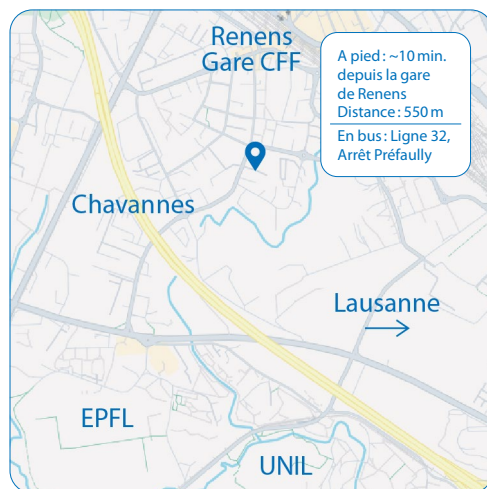 Renens
Gare CFF
A pied : ~10 min.
depuis la gare
de Renens
Distance : 550 m
En bus : Ligne 32,
Arrêt Préfaully
Chavannes
Lausanne
EPFL
UNIL